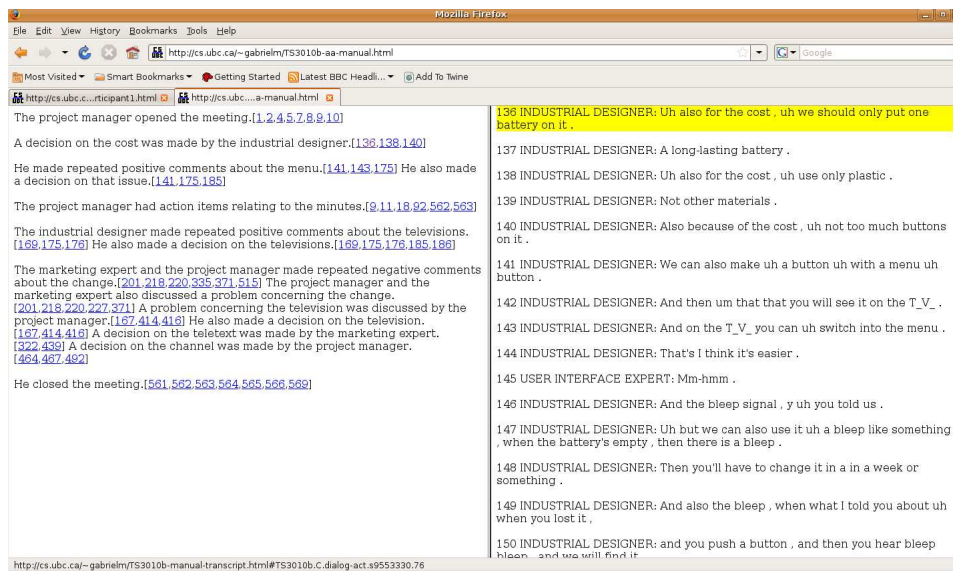 Mozilla Firefox
File Edit View History Bookmarks Tools Help
http://cs.ubc.ca/~gabrielm/TS3010b-aa-manual.html
Google
Most Visited Smart Bookmarks Getting Started Latest BBC Headli... Add To Twine
http://cs.ubc.c...rticipant1.html http://cs.ubc....a-manual.html
The project manager opened the meeting.[1,2,4,5,7,8,9,10]
A decision on the cost was made by the industrial designer.[136,138,140]
He made repeated positive comments about the menu.[141,143,175] He also made
a decision on that issue.[141,175,185]
The project manager had action items relating to the minutes.[9,11,18,92,562,563]
The industrial designer made repeated positive comments about the televisions.
[169,175,176] He also made a decision on the televisions.[169,175,176,185,186]
The marketing expert and the project manager made repeated negative comments
about the change.[201,218,220,335,371,515] The project manager and the
marketing expert also discussed a problem concerning the change.
[201,218,220,227,371] A problem concerning the television was discussed by the
project manager.[167,414,416] He also made a decision on the television.
[167,414,416] A decision on the teletext was made by the marketing expert.
[322,439] A decision on the channel was made by the project manager.
[464,467,492]
He closed the meeting.[561,562,563,564,565,566,569]
136 INDUSTRIAL DESIGNER: Uh also for the cost , uh we should only put one
battery on it .
137 INDUSTRIAL DESIGNER: A long-lasting battery .
138 INDUSTRIAL DESIGNER: Uh also for the cost , uh use only plastic .
139 INDUSTRIAL DESIGNER: Not other materials .
140 INDUSTRIAL DESIGNER: Also because of the cost , uh not too much buttons
on it .
141 INDUSTRIAL DESIGNER: We can also make uh a button uh with a menu uh
button .
142 INDUSTRIAL DESIGNER: And then um that that you will see it on the T_V_ .
143 INDUSTRIAL DESIGNER: And on the T_V_ you can uh switch into the menu .
144 INDUSTRIAL DESIGNER: That's I think it's easier .
145 USER INTERFACE EXPERT: Mm-hmm .
146 INDUSTRIAL DESIGNER: And the bleep signal , y uh you told us .
147 INDUSTRIAL DESIGNER: Uh but we can also use it uh a bleep like something
, when the battery's empty , then there is a bleep .
148 INDUSTRIAL DESIGNER: Then you'll have to change it in a in a week or
something .
149 INDUSTRIAL DESIGNER: And also the bleep , when what I told you about uh
when you lost it ,
150 INDUSTRIAL DESIGNER: and you push a button , and then you hear bleep
bleep , and we will find it
http://cs.ubc.ca/~gabrielm/TS3010b-manual-transcript.html#TS3010b.C.dialog-act.s9553330.76